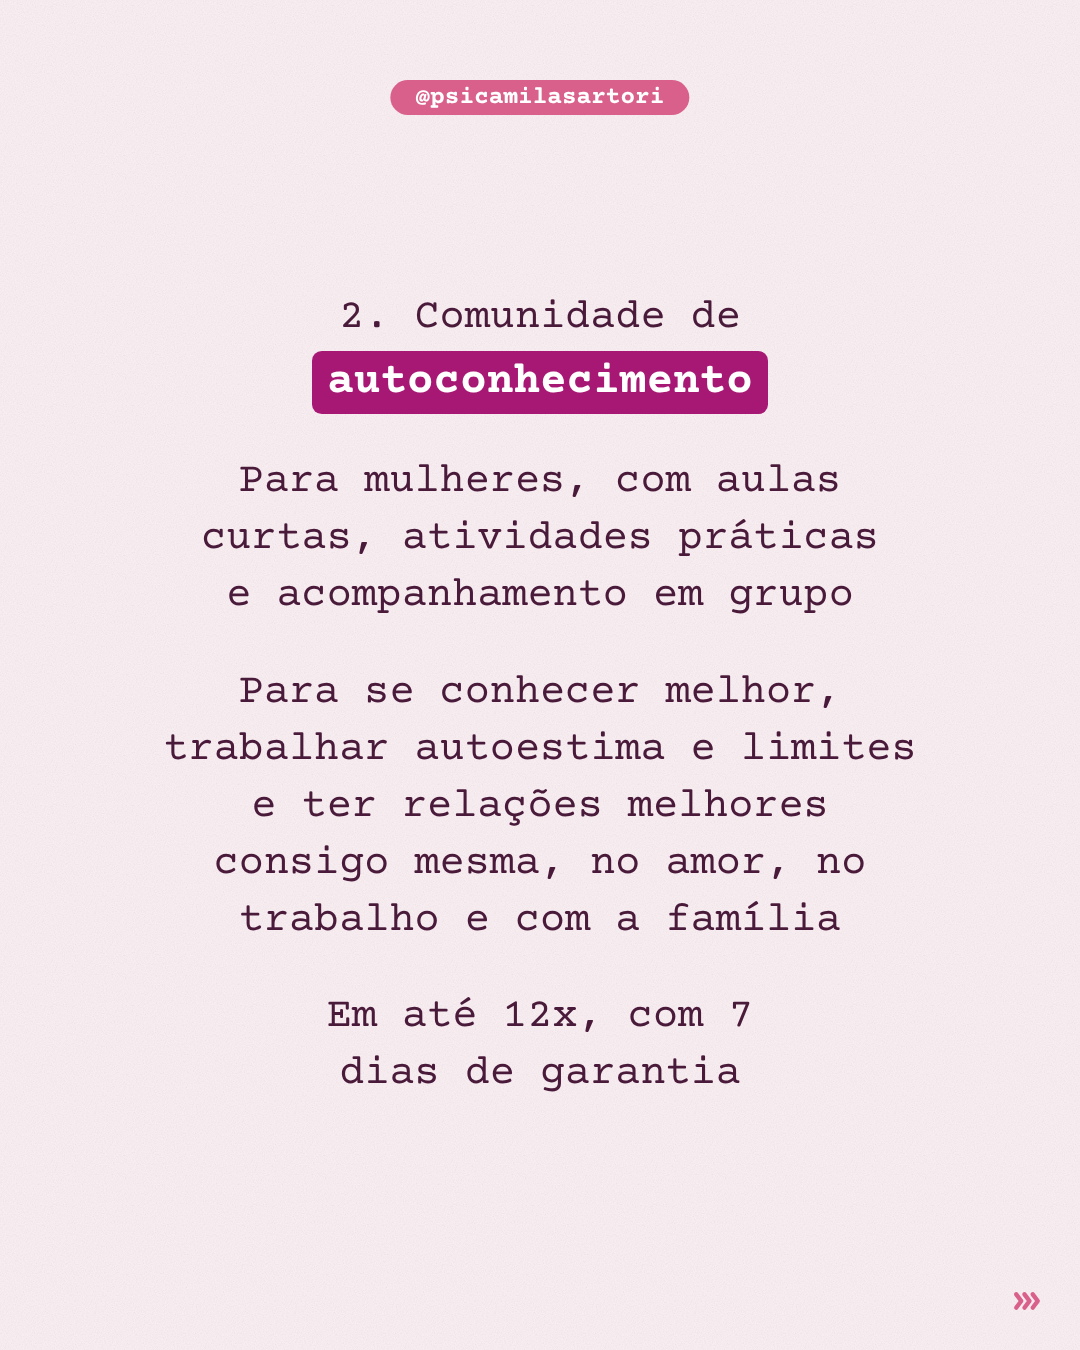 @psicamilasartori
2. Comunidade de
autoconhecimento
Para mulheres, com aulas
curtas, atividades práticas
e acompanhamento em grupo
Para se conhecer melhor,
trabalhar autoestima e limites
e ter relações melhores
consigo mesma, no amor, no
trabalho e com a família
Em até 12x, com 7
dias de garantia